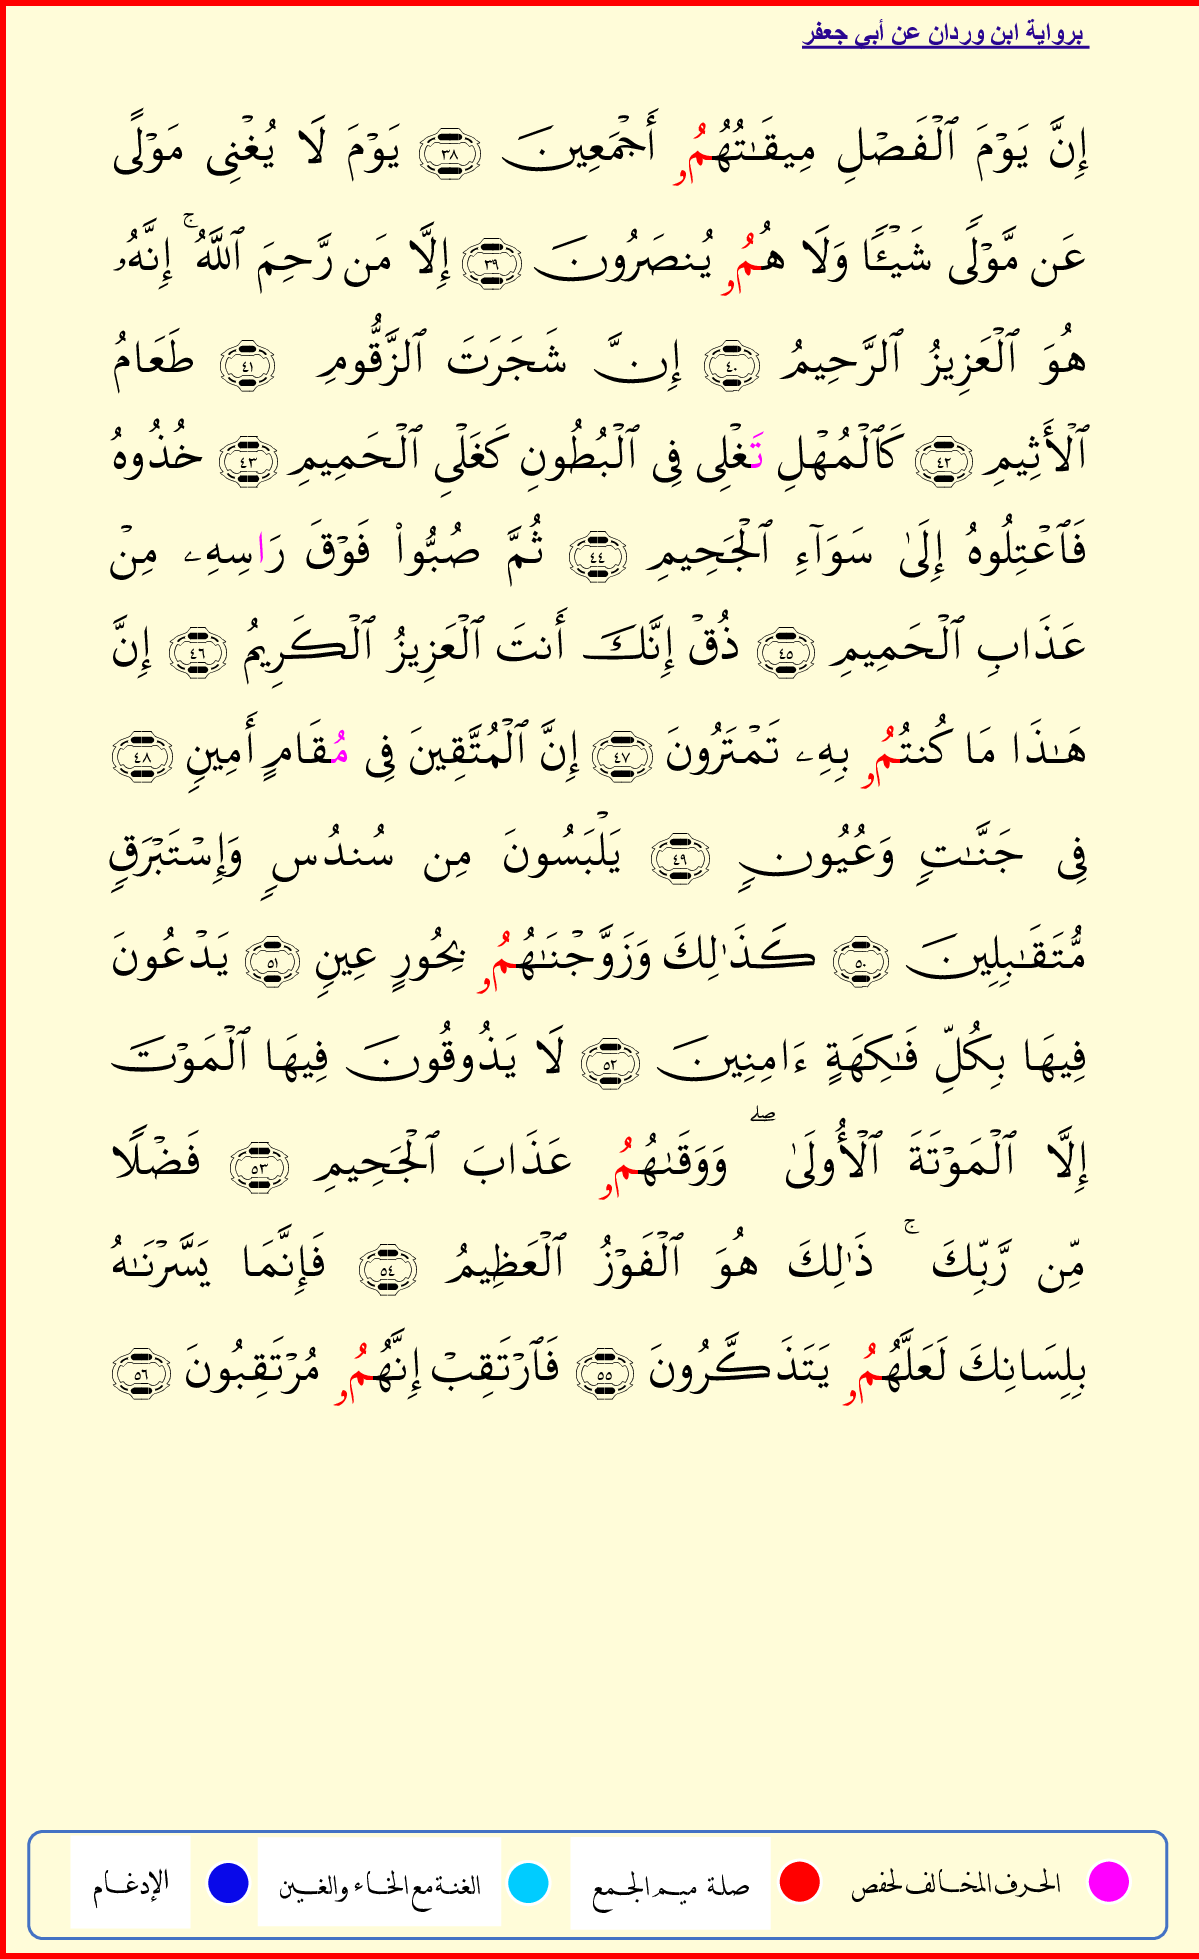 برواية ابن وردان عن أبي جعفر
إِنَّ يَوْمَ ٱلْفَصْلِ مِيقَـٰتُهُمُۥ أَجْمَعِينَ ٣٨ يَوْمَ لَا يُغْنِى مَوْلًى
عَن مَّوْلًى شَيْـًٔا وَلَا هُمُۥ يُنصَرُونَ ٣٩ إِلَّا مَن رَّحِمَ ٱللَّهُ ۚ إِنَّهُۥ
هُوَ ٱلْعَزِيزُ ٱلرَّحِيمُ ٤٠ إِنَّ شَجَرَتَ ٱلزَّقُّومِ ٤١ طَعَامُ
ٱلْأَثِيمِ ٤٢ كَٱلْمُهْلِ تَغْلِى فِى ٱلْبُطُونِ كَغَلْىِ ٱلْحَمِيمِ ٤٣ خُذُوهُ
فَٱعْتِلُوهُ إِلَىٰ سَوَآءِ ٱلْجَحِيمِ ٤٤ ثُمَّ صُبُّوا۟ فَوْقَ رَاسِهِۦ مِنْ
عَذَابِ ٱلْحَمِيمِ ٤٥ ذُقْ إِنَّكَ أَنتَ ٱلْعَزِيزُ ٱلْكَرِيمُ ٤٦ إِنَّ
هَـٰذَا مَا كُنتُمُۥ بِهِۦ تَمْتَرُونَ ٤٧ إِنَّ ٱلْمُتَّقِينَ فِى مُقَامٍ أَمِينٍ ٤٨
فِى جَنَّـٰتٍ وَعُيُونٍ ٤٩ يَلْبَسُونَ مِن سُندُسٍ وَإِسْتَبْرَقٍ
مُّتَقَـٰبِلِينَ ٥٠ كَذَٰلِكَ وَزَوَّجْنَـٰهُمُۥ بِحُورٍ عِينٍ ٥١ يَدْعُونَ
فِيهَا بِكُلِّ فَـٰكِهَةٍ ءَامِنِينَ ٥٢ لَا يَذُوقُونَ فِيهَا ٱلْمَوْتَ
إِلَّا ٱلْمَوْتَةَ ٱلْأُولَىٰ ۖ وَوَقَىٰهُمُۥ عَذَابَ ٱلْجَحِيمِ ٥٣ فَضْلًا
مِّن رَّبِّكَ ۚ ذَٰلِكَ هُوَ ٱلْفَوْزُ ٱلْعَظِيمُ ٥٤ فَإِنَّمَا يَسَّرْنَـٰهُ
بِلِسَانِكَ لَعَلَّهُمُۥ يَتَذَكَّرُونَ ٥٥ فَٱرْتَقِبْ إِنَّهُمُۥ مُرْتَقِبُونَ ٥٦
الحرف المخالف لحفص صلة ميم الجمع الغنة مع الخاء والغين الإدغام